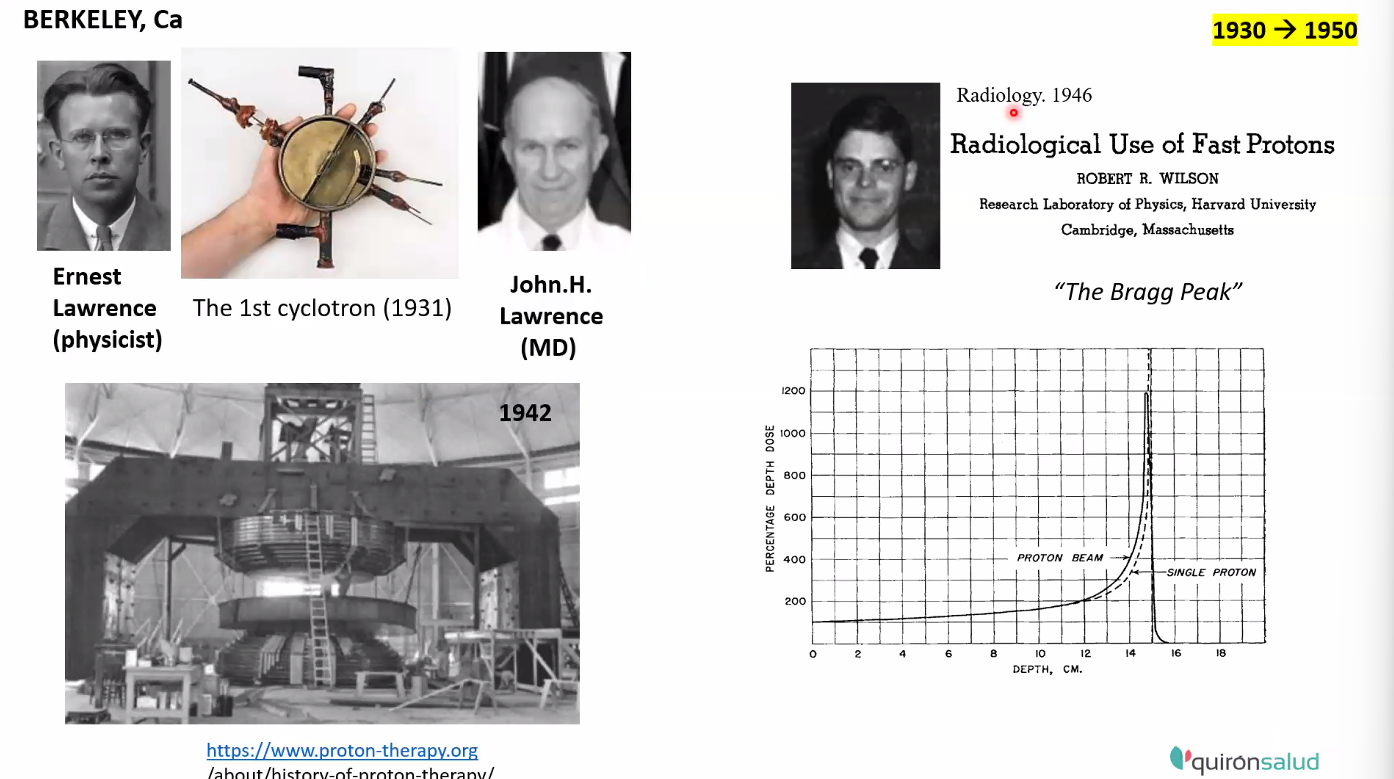 BERKELEY, Ca
1930 → 1950
Ernest
Lawrence
(physicist)
The 1st cyclotron (1931)
John.H.
Lawrence
(MD)
1942
https://www.proton-therapy.org
/about/history-of-proton-therapy/
Radiology. 1946
Radiological Use of Fast Protons
ROBERT R. WILSON
Research Laboratory of Physics, Harvard University
Cambridge, Massachusetts
“The Bragg Peak”
PERCENTAGE DEPTH DOSE
1200
1000
800
600
400
200
PROTON BEAM
SINGLE PROTON
0 2 4 6 8 10 12 14 16 18
DEPTH, CM.
quirónsalud